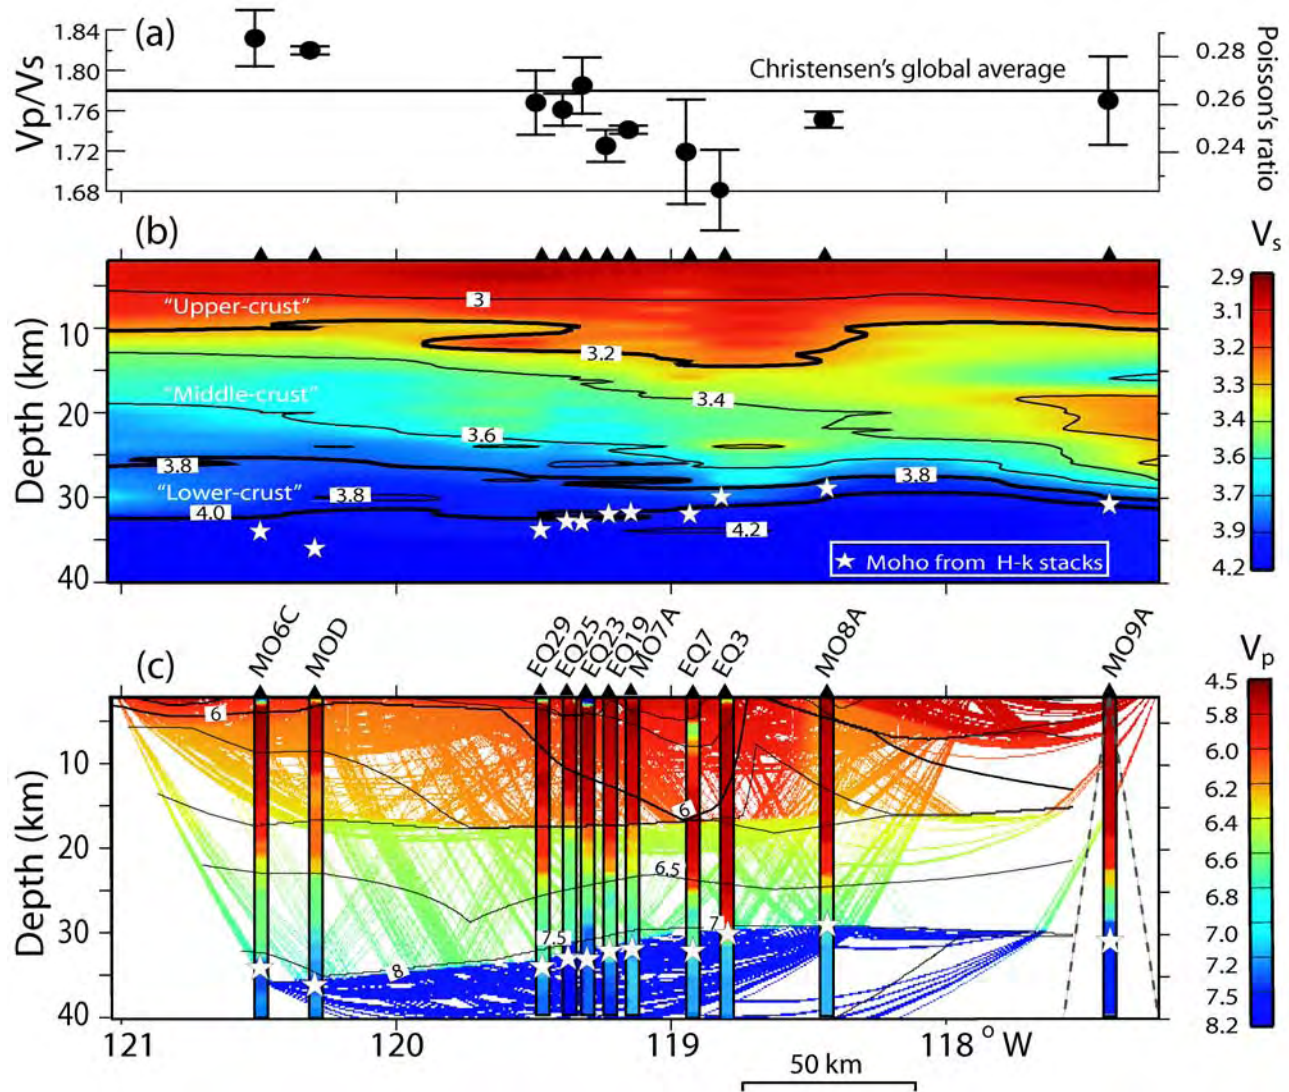 (a)
1.84
1.80
1.76
1.72
1.68
Vp/Vs
Christensen's global average
0.28
0.26
0.24
Poisson's ratio
(b)
"Upper-crust"
"Middle-crust"
"Lower-crust"
3
3.2
3.4
3.6
3.8
3.8
3.8
4.0
4.2
Moho from H-k stacks
10
20
30
40
Depth (km)
Vs
2.9
3.1
3.2
3.3
3.5
3.6
3.7
3.9
4.2
(c)
MO6C
MOD
EQ29
EQ25
EQ23
EQ19
MO7A
EQ7
EQ3
MO8A
MO9A
6
6
6.5
7
7.5
8
10
20
30
40
Depth (km)
Vp
4.5
5.8
6.0
6.2
6.4
6.6
6.8
7.0
7.2
7.5
8.2
121
120
119
118 ° W
50 km